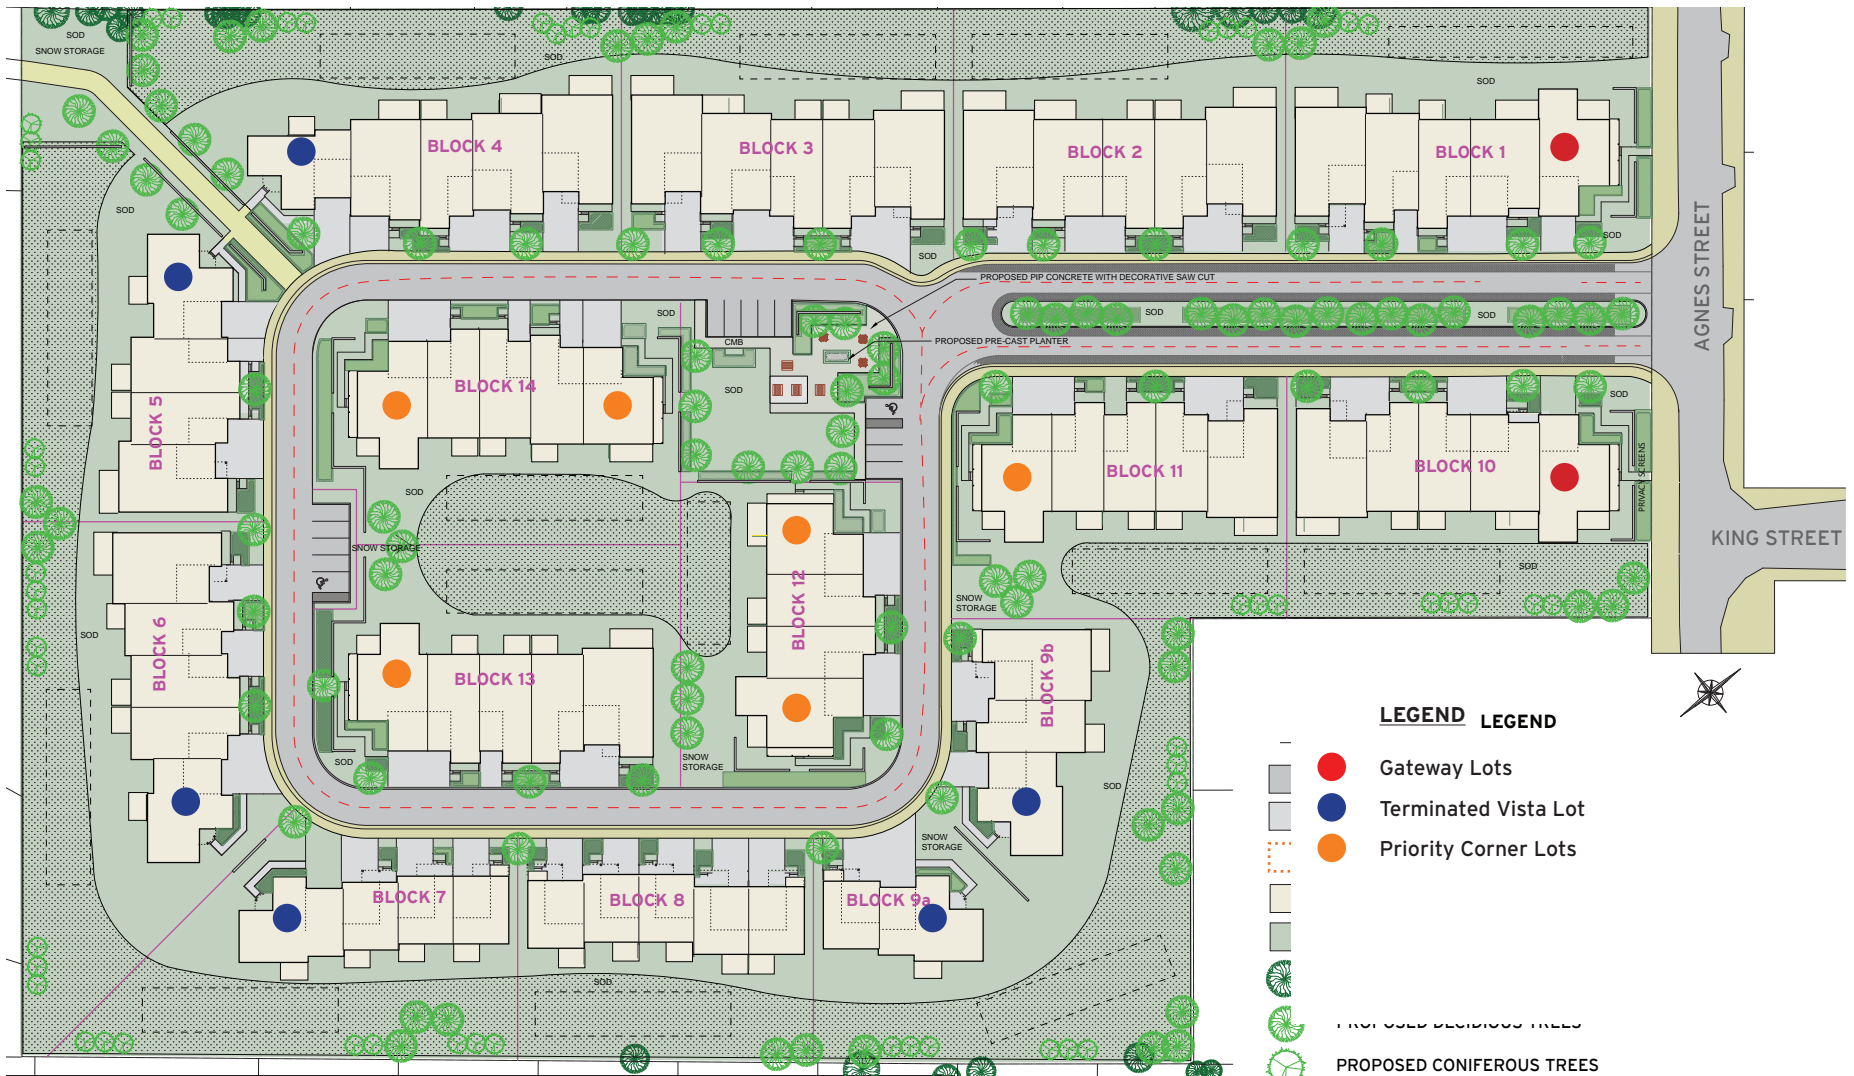 SOD
SNOW STORAGE
SOD
SOD
BLOCK 4
BLOCK 3
BLOCK 2
BLOCK 1
SOD
SOD
SOD
AGNES STREET
PROPOSED PIP CONCRETE WITH DECORATIVE SAW CUT
SOD
SOD
SOD
CMB
PROPOSED PRE-CAST PLANTER
BLOCK 14
SOD
SOD
BLOCK 5
BLOCK 11
BLOCK 10
PRIVACY SCREENS
SOD
KING STREET
SNOW STORAGE
SOD
BLOCK 12
SNOW
STORAGE
SOD
BLOCK 6
BLOCK 13
BLOCK 9b
SOD
SNOW
STORAGE
SOD
SNOW
STORAGE
BLOCK 7
BLOCK 8
BLOCK 9a
SOD
LEGEND LEGEND
Gateway Lots
Terminated Vista Lot
Priority Corner Lots
PROPOSED DECIDIOUS TREES
PROPOSED CONIFEROUS TREES